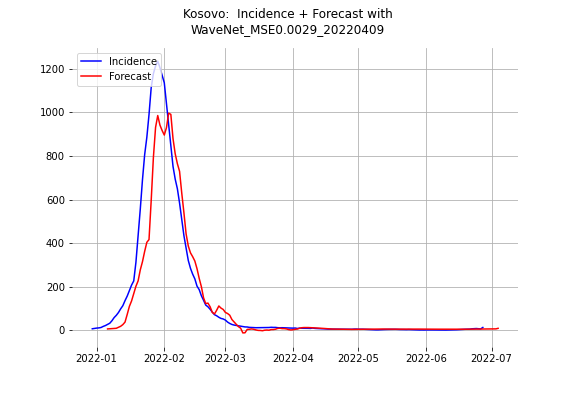 Kosovo:  Incidence + Forecast with
WaveNet_MSE0.0029_20220409
Incidence
Forecast
1200
1000
800
600
400
200
0
2022-01 2022-02 2022-03 2022-04 2022-05 2022-06 2022-07